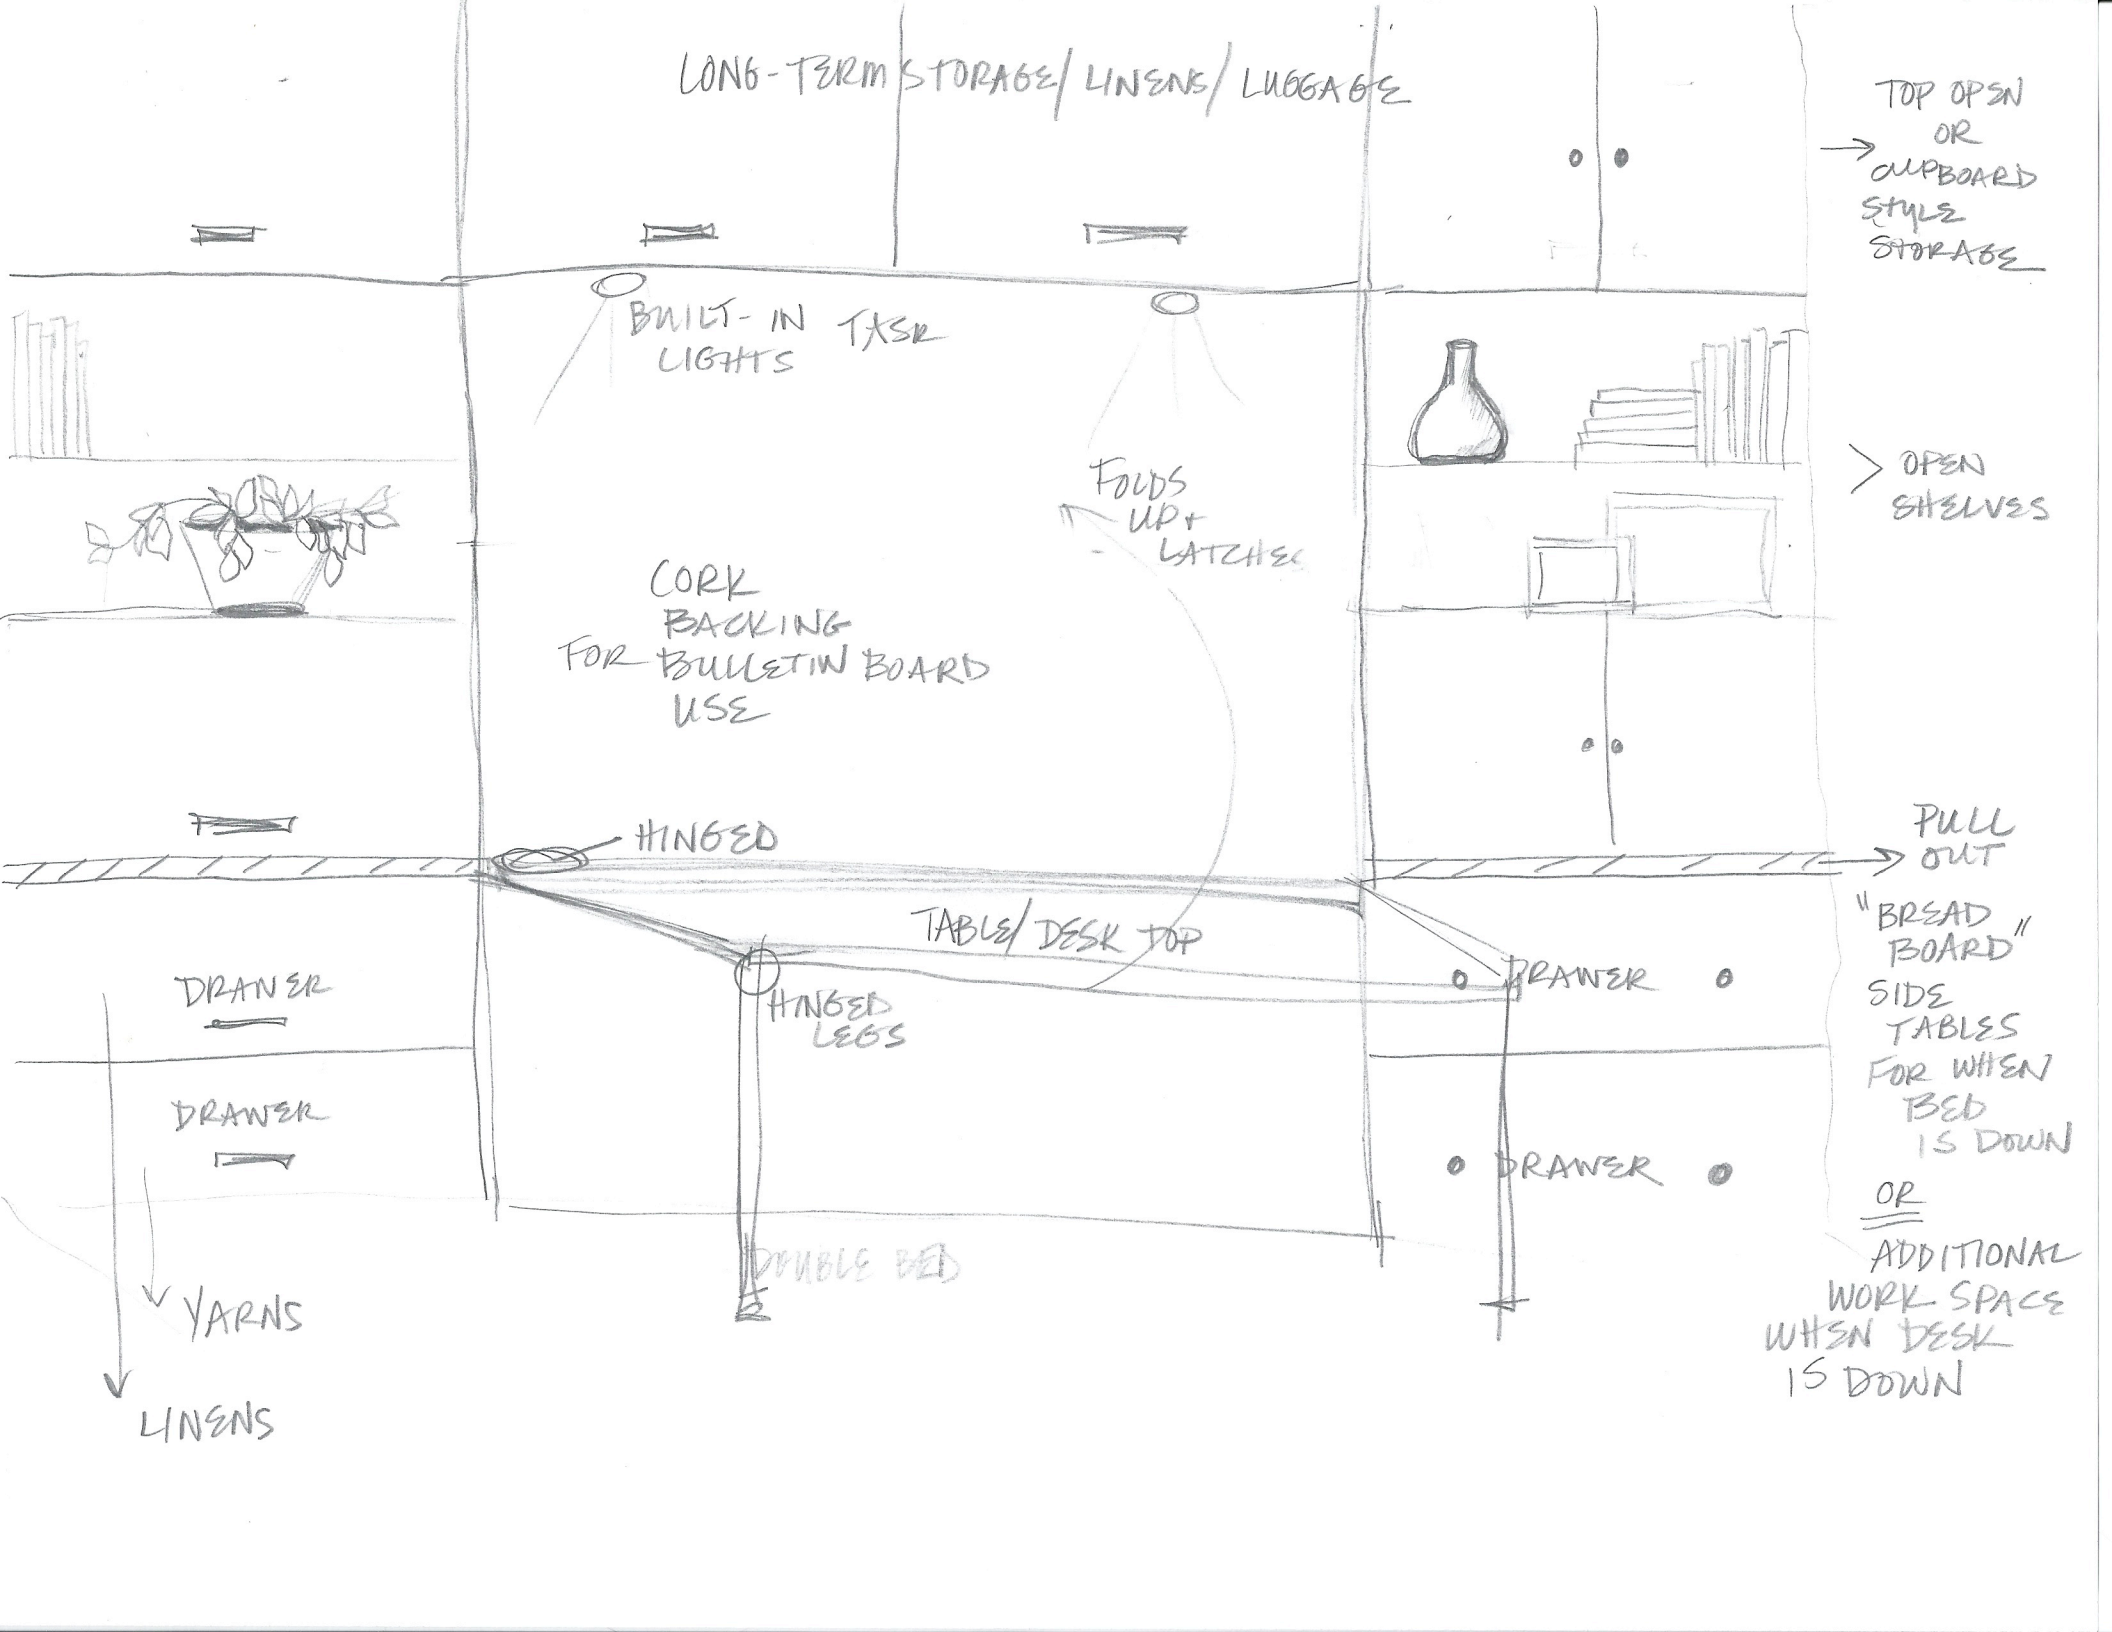 LONG-TERM STORAGE/ LINENS/ LUGGAGE
TOP OPEN
OR
CUPBOARD
STYLE
STORAGE
BUILT-IN TASK
LIGHTS
FOLDS
UP +
LATCHES
OPEN
SHELVES
CORK
BACKING
FOR BULLETIN BOARD
USE
HINGED
PULL
OUT
"BREAD
BOARD"
SIDE
TABLES
FOR WHEN
BED
IS DOWN
OR
ADDITIONAL
WORK SPACE
WHEN DESK
IS DOWN
TABLE/DESK TOP
HINGED
LEGS
DRAWER
DRAWER
DRAWER
DRAWER
DOUBLE BED
YARNS
LINENS